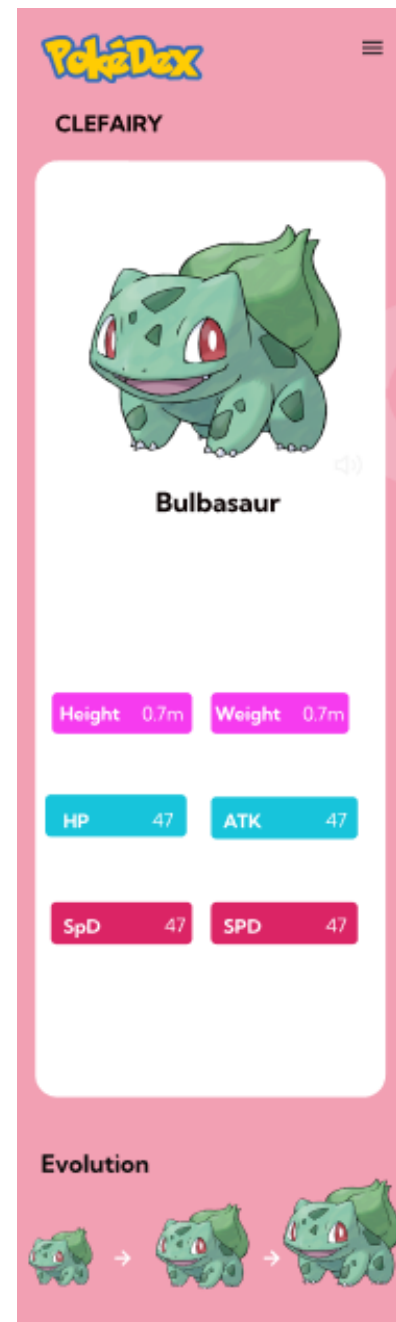 PokéDex
CLEFAIRY
Bulbasaur
Height 0.7m Weight 0.7m
HP 47 ATK 47
SpD 47 SPD 47
Evolution